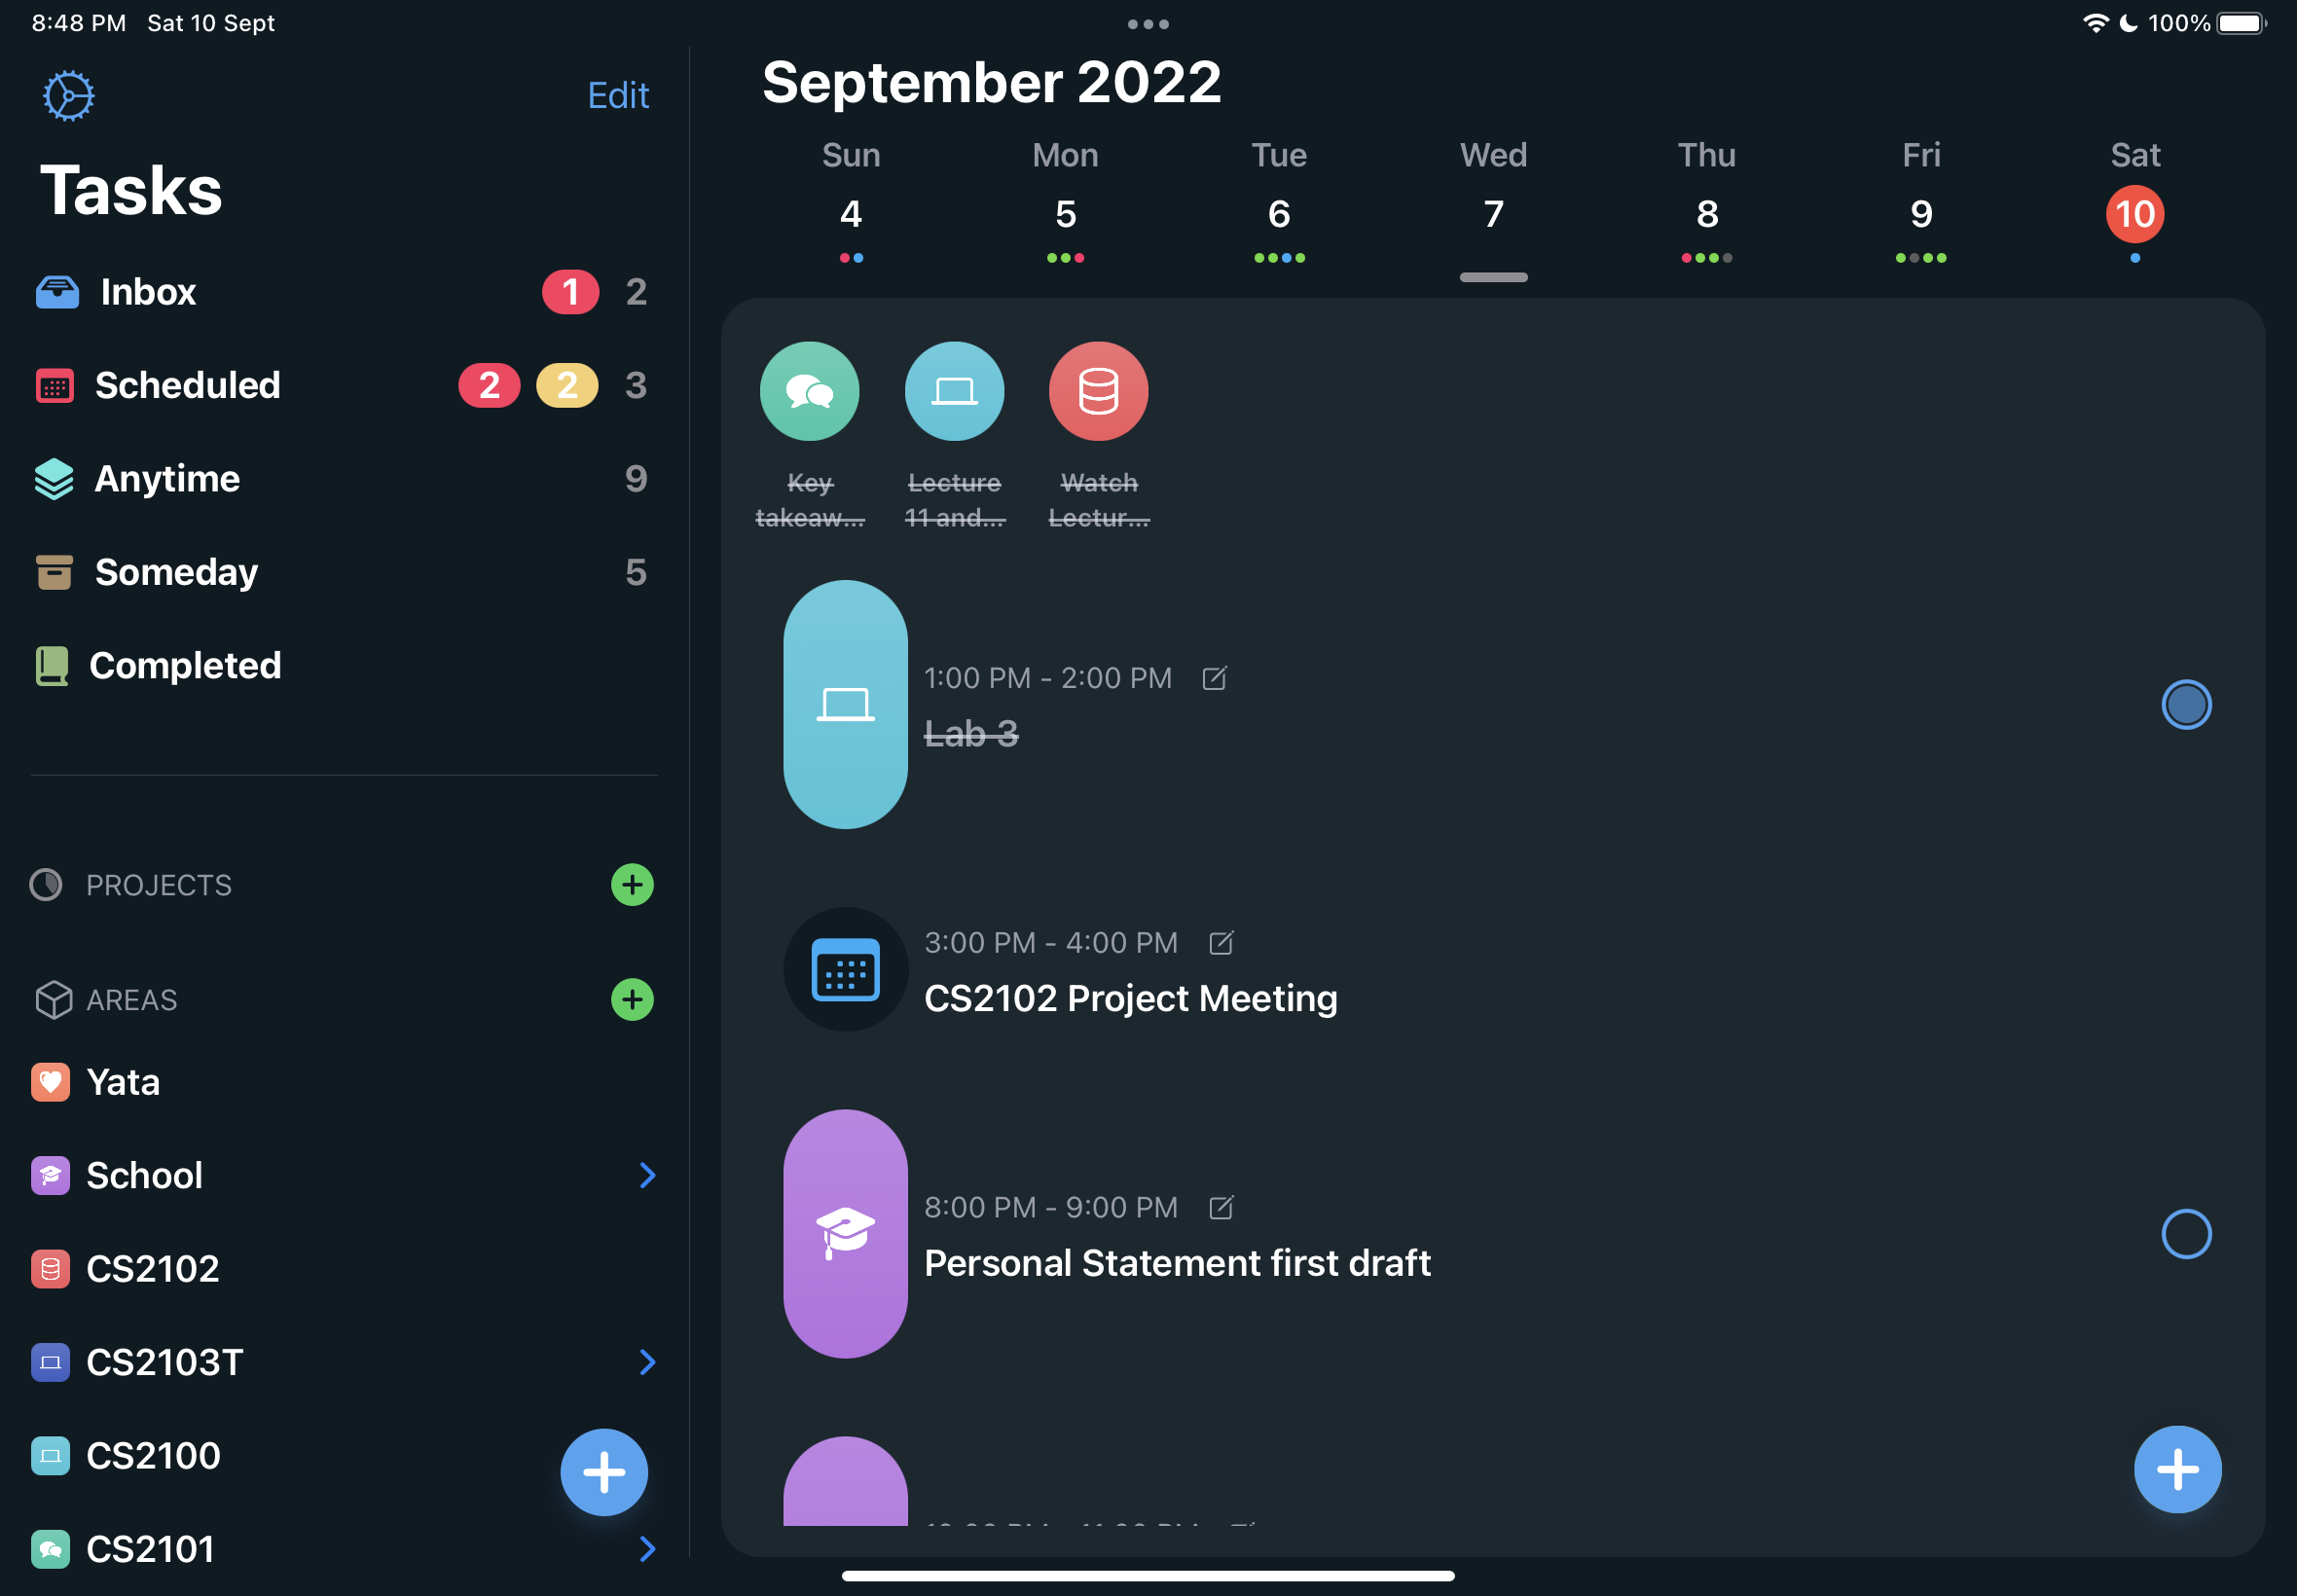 8:48 PM Sat 10 Sept
100%
Edit
Tasks
Inbox 1 2
Scheduled 2 2 3
Anytime 9
Someday 5
Completed
PROJECTS
AREAS
Yata
School
CS2102
CS2103T
CS2100
CS2101
September 2022
Sun Mon Tue Wed Thu Fri Sat
4 5 6 7 8 9 10
Key
takeaw...
Lecture
11 and...
Watch
Lectur...
1:00 PM - 2:00 PM
Lab 3
3:00 PM - 4:00 PM
CS2102 Project Meeting
8:00 PM - 9:00 PM
Personal Statement first draft